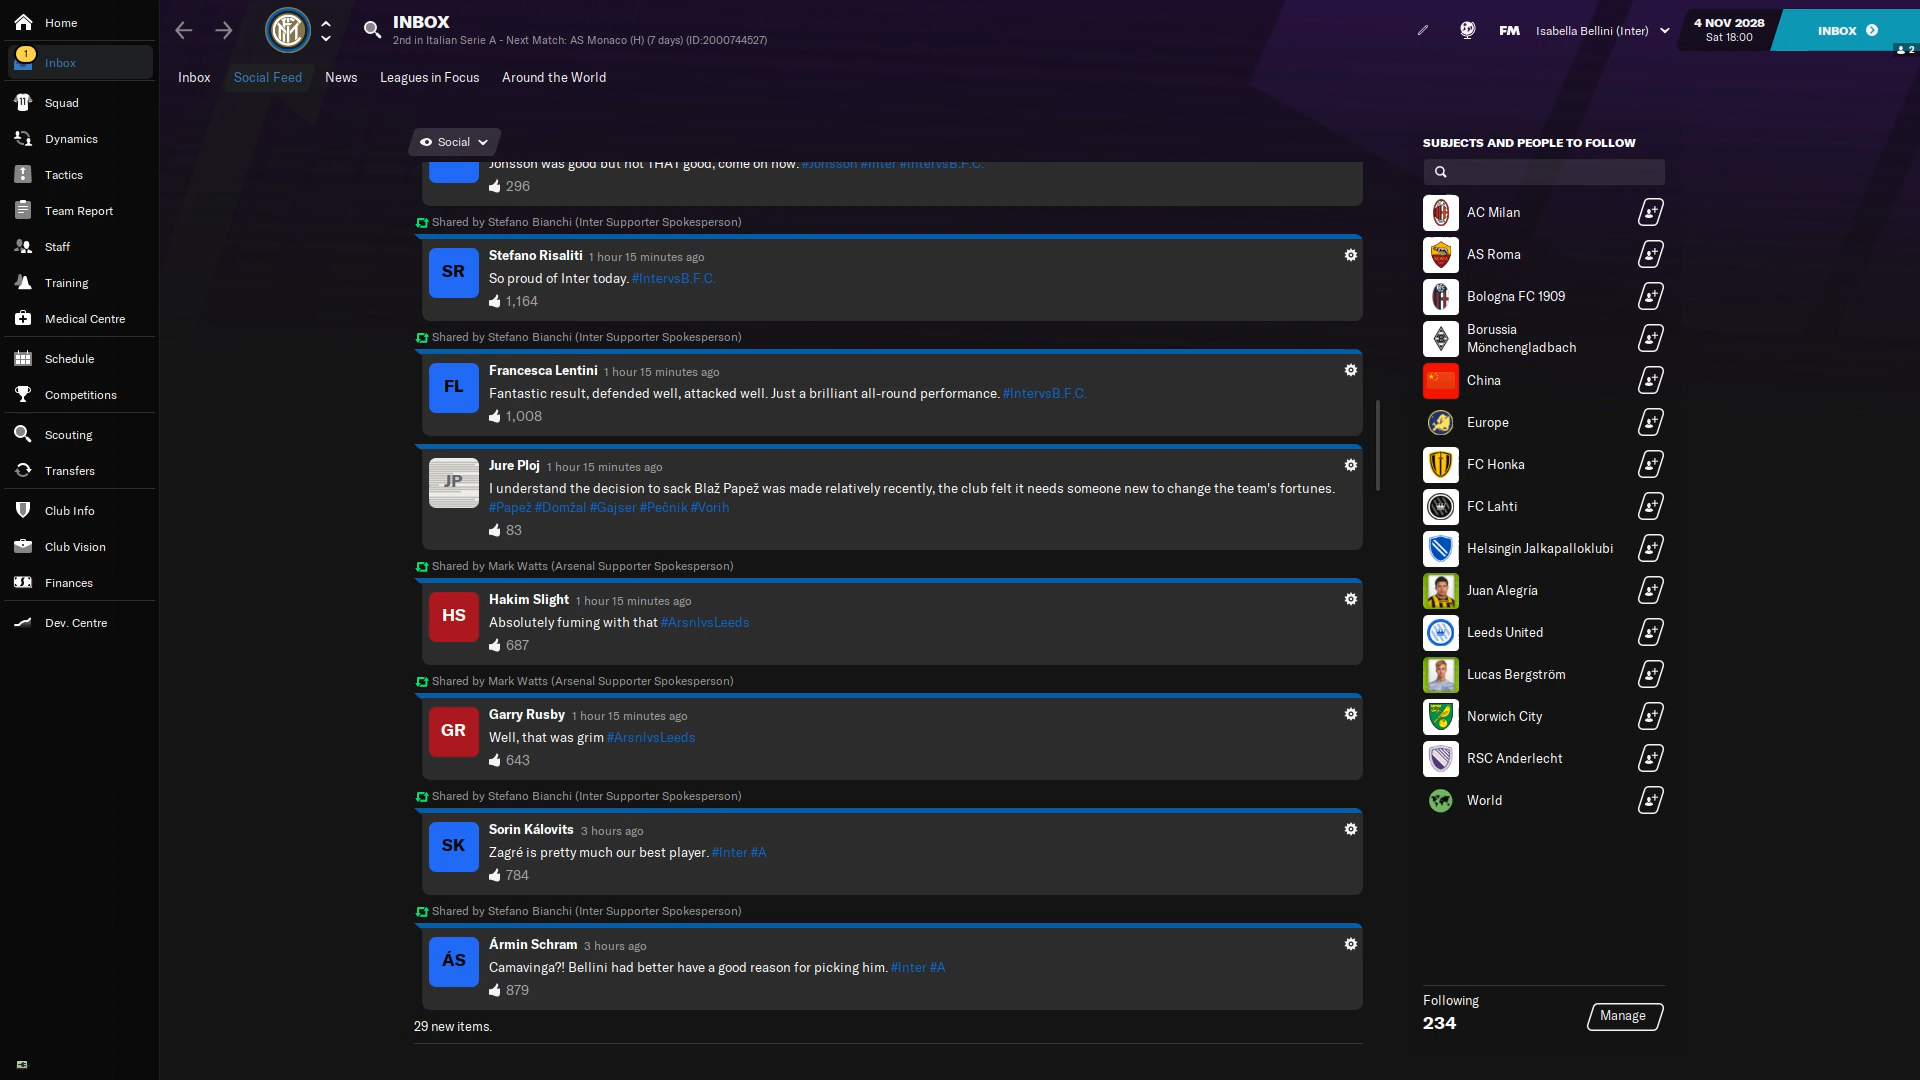 Home
1
Inbox
Squad
Dynamics
Tactics
Team Report
Staff
Training
Medical Centre
Schedule
Competitions
Scouting
Transfers
Club Info
Club Vision
Finances
Dev. Centre
INBOX
2nd in Italian Serie A - Next Match: AS Monaco (H) (7 days) (ID:2000744527)
FM
Isabella Bellini (Inter)
4 NOV 2028
Sat 18:00
INBOX
2
Inbox
Social Feed
News
Leagues in Focus
Around the World
Social
Jónsson was good but not THAT good, come on now. #Jónsson #Inter #IntervsB.F.C.
296
Shared by Stefano Bianchi (Inter Supporter Spokesperson)
SR
Stefano Risaliti 1 hour 15 minutes ago
So proud of Inter today. #IntervsB.F.C.
1,164
Shared by Stefano Bianchi (Inter Supporter Spokesperson)
FL
Francesca Lentini 1 hour 15 minutes ago
Fantastic result, defended well, attacked well. Just a brilliant all-round performance. #IntervsB.F.C.
1,008
JP
Jure Ploj 1 hour 15 minutes ago
I understand the decision to sack Blaž Papež was made relatively recently, the club felt it needs someone new to change the team's fortunes.
#Papež #Domžal #Gajser #Pečnik #Vorih
83
Shared by Mark Watts (Arsenal Supporter Spokesperson)
HS
Hakim Slight 1 hour 15 minutes ago
Absolutely fuming with that #ArsnlvsLeeds
687
Shared by Mark Watts (Arsenal Supporter Spokesperson)
GR
Garry Rusby 1 hour 15 minutes ago
Well, that was grim #ArsnlvsLeeds
643
Shared by Stefano Bianchi (Inter Supporter Spokesperson)
SK
Sorin Kálovits 3 hours ago
Zagré is pretty much our best player. #Inter #A
784
Shared by Stefano Bianchi (Inter Supporter Spokesperson)
ÁS
Ármin Schram 3 hours ago
Camavinga?! Bellini had better have a good reason for picking him. #Inter #A
879
29 new items.
SUBJECTS AND PEOPLE TO FOLLOW
AC Milan
AS Roma
Bologna FC 1909
Borussia
Mönchengladbach
China
Europe
FC Honka
FC Lahti
Helsingin Jalkapalloklubi
Juan Alegría
Leeds United
Lucas Bergström
Norwich City
RSC Anderlecht
World
Following
234
Manage